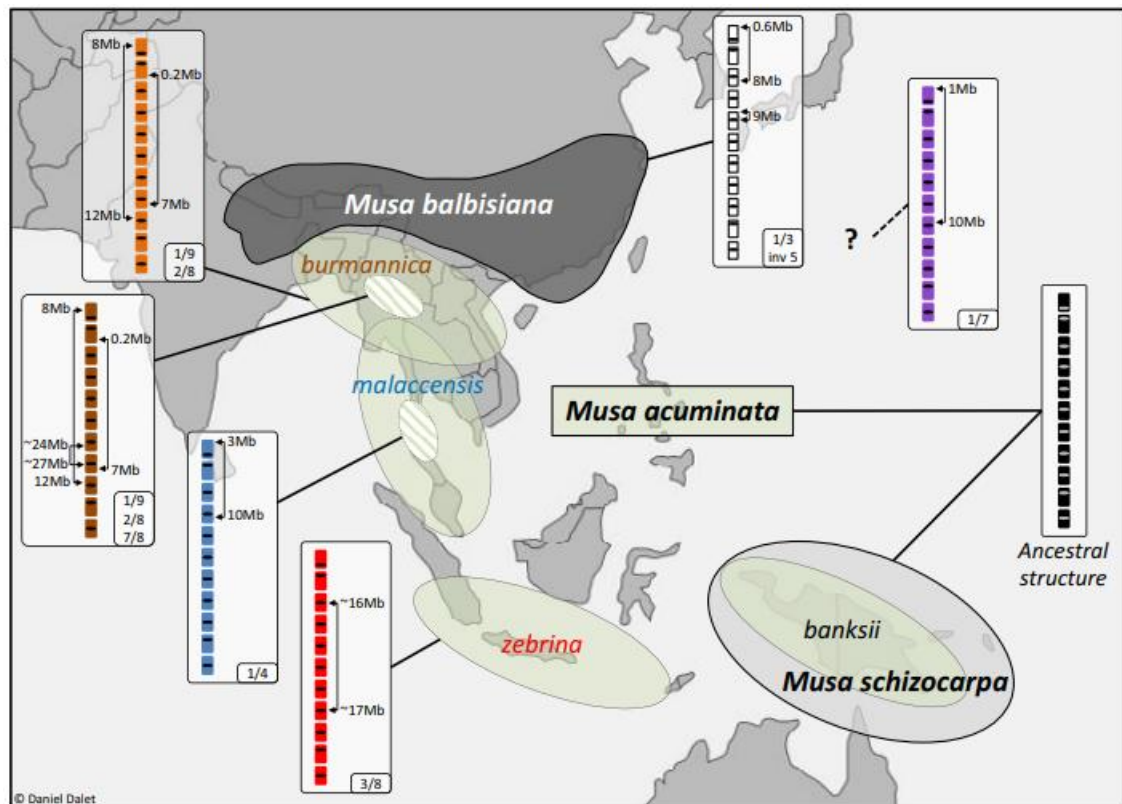 8Mb
0.2Mb
7Mb
12Mb
1/9
2/8
0.6Mb
8Mb
9Mb
1/3
inv 5
1Mb
10Mb
?
1/7
Musa balbisiana
burmannica
8Mb
0.2Mb
~24Mb
~27Mb
7Mb
12Mb
1/9
2/8
7/8
malaccensis
3Mb
10Mb
1/4
Musa acuminata
Ancestral
structure
~16Mb
~17Mb
3/8
zebrina
banksii
Musa schizocarpa
© Daniel Dalet